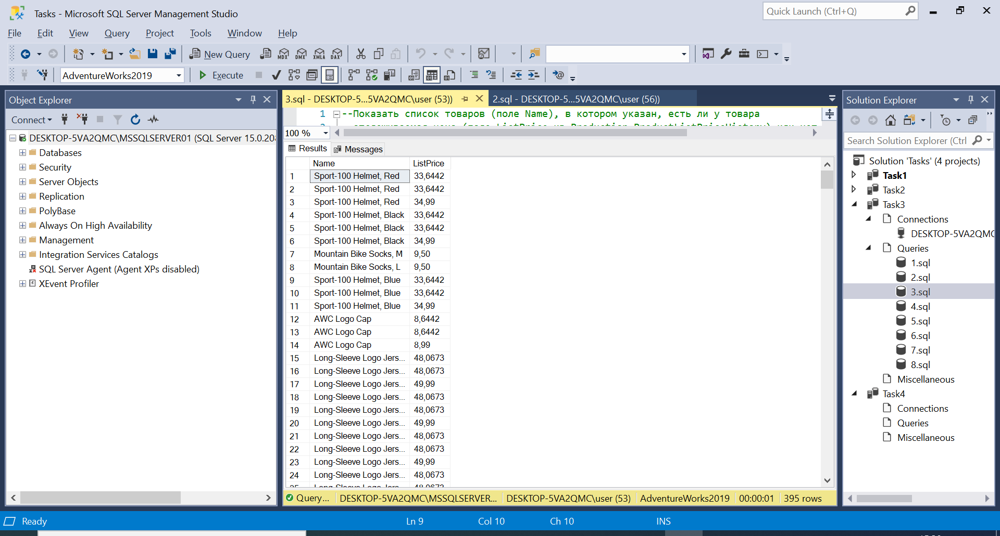 Tasks - Microsoft SQL Server Management Studio
Quick Launch (Ctrl+Q)
File Edit View Query Project Tools Window Help
New Query MDX DMX XMLA DAX
AdventureWorks2019 Execute
Object Explorer
Connect
DESKTOP-5VA2QMC\MSSQLSERVER01 (SQL Server 15.0.20
Databases
Security
Server Objects
Replication
PolyBase
Always On High Availability
Management
Integration Services Catalogs
SQL Server Agent (Agent XPs disabled)
XEvent Profiler
3.sql - DESKTOP-5...5VA2QMC\user (53)) 2.sql - DESKTOP-5...5VA2QMC\user (56))
1 --Показать список товаров (поле Name), в котором указан, есть ли у товара
100 %
Results Messages
Name ListPrice
1 Sport-100 Helmet, Red 33,6442
2 Sport-100 Helmet, Red 33,6442
3 Sport-100 Helmet, Red 34,99
4 Sport-100 Helmet, Black 33,6442
5 Sport-100 Helmet, Black 33,6442
6 Sport-100 Helmet, Black 34,99
7 Mountain Bike Socks, M 9,50
8 Mountain Bike Socks, L 9,50
9 Sport-100 Helmet, Blue 33,6442
10 Sport-100 Helmet, Blue 33,6442
11 Sport-100 Helmet, Blue 34,99
12 AWC Logo Cap 8,6442
13 AWC Logo Cap 8,6442
14 AWC Logo Cap 8,99
15 Long-Sleeve Logo Jers... 48,0673
16 Long-Sleeve Logo Jers... 48,0673
17 Long-Sleeve Logo Jers... 49,99
18 Long-Sleeve Logo Jers... 48,0673
19 Long-Sleeve Logo Jers... 48,0673
20 Long-Sleeve Logo Jers... 49,99
21 Long-Sleeve Logo Jers... 48,0673
22 Long-Sleeve Logo Jers... 48,0673
23 Long-Sleeve Logo Jers... 49,99
24 Long-Sleeve Logo Jers... 48,0673
Query... DESKTOP-5VA2QMC\MSSQLSERVER... DESKTOP-5VA2QMC\user (53) AdventureWorks2019 00:00:01 395 rows
Solution Explorer
Search Solution Explorer (Ctrl
Solution 'Tasks' (4 projects)
Task1
Task2
Task3
Connections
DESKTOP-5VA2QMC
Queries
1.sql
2.sql
3.sql
4.sql
5.sql
6.sql
7.sql
8.sql
Miscellaneous
Task4
Connections
Queries
Miscellaneous
Ready Ln 9 Col 10 Ch 10 INS